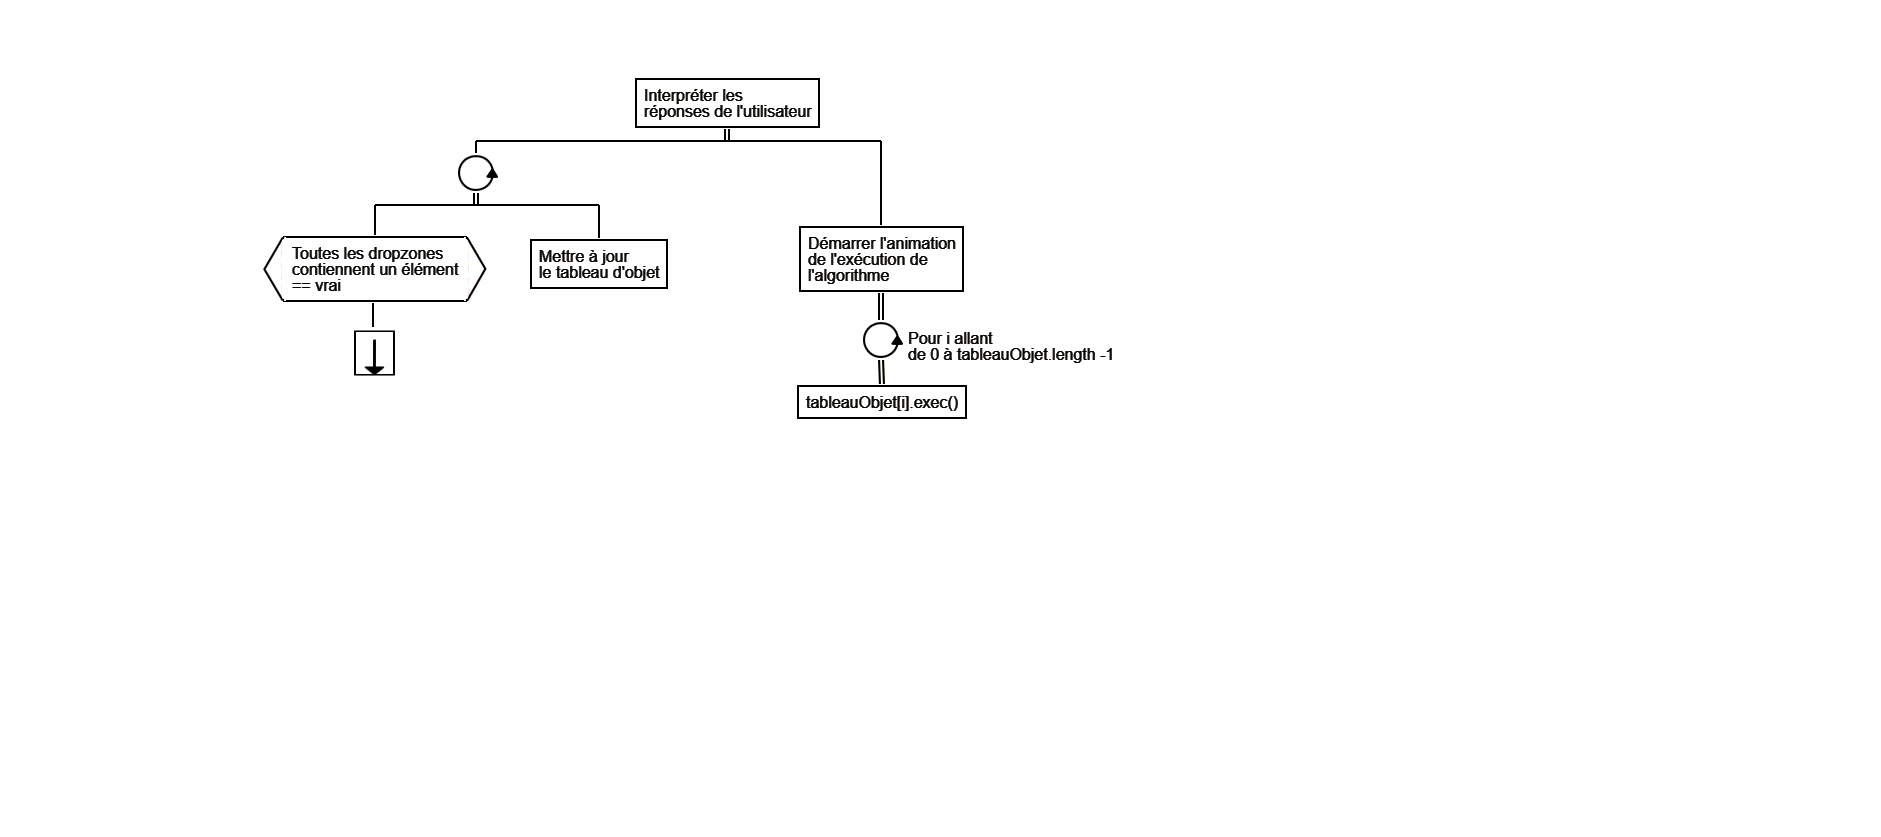 Interpréter les
réponses de l'utilisateur
Toutes les dropzones
contiennent un élément
== vrai
Mettre à jour
le tableau d'objet
Démarrer l'animation
de l'exécution de
l'algorithme
Pour i allant
de 0 à tableauObjet.length -1
tableauObjet[i].exec()